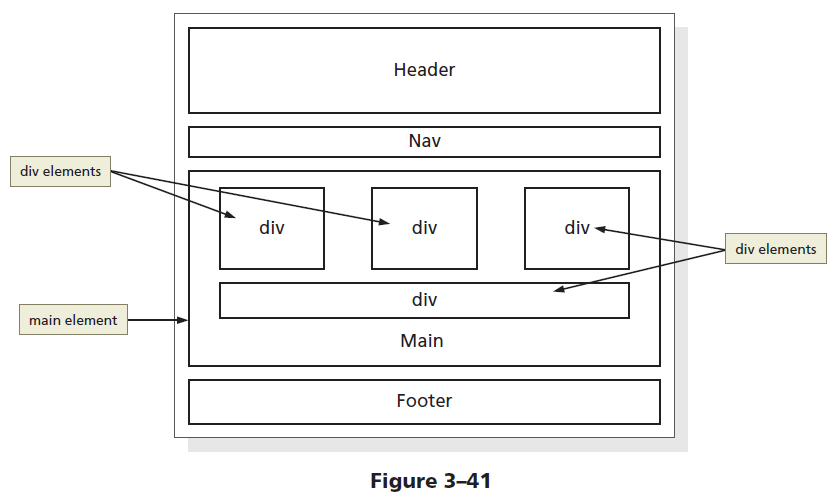 Header
Nav
div elements
div
div
div
div elements
div
main element
Main
Footer
Figure 3–41